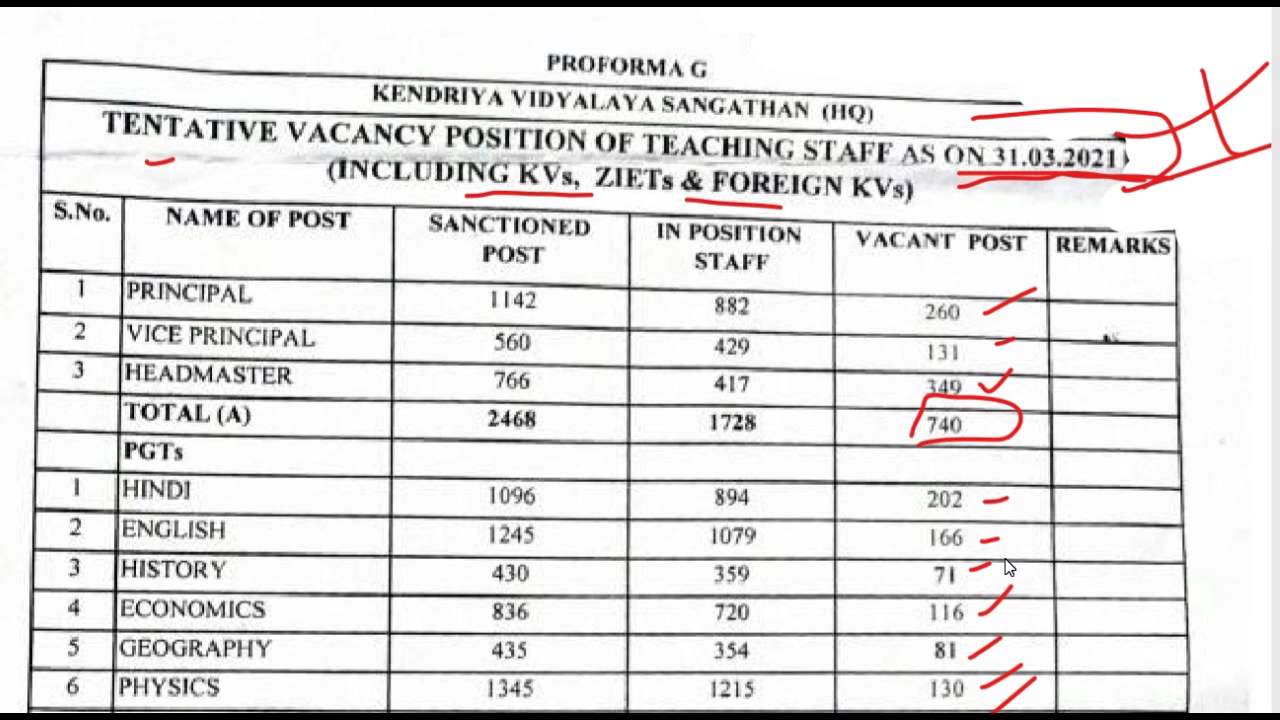 PROFORMA G
KENDRIYA VIDYALAYA SANGATHAN (HQ)
TENTATIVE VACANCY POSITION OF TEACHING STAFF AS ON 31.03.2021)
(INCLUDING KVs, ZIETs & FOREIGN KVs)
S.No. NAME OF POST SANCTIONED POST IN POSITION STAFF VACANT POST REMARKS
1 PRINCIPAL 1142 882 260
2 VICE PRINCIPAL 560 429 131
3 HEADMASTER 766 417 349
TOTAL (A) 2468 1728 740
PGTs
1 HINDI 1096 894 202
2 ENGLISH 1245 1079 166
3 HISTORY 430 359 71
4 ECONOMICS 836 720 116
5 GEOGRAPHY 435 354 81
6 PHYSICS 1345 1215 130